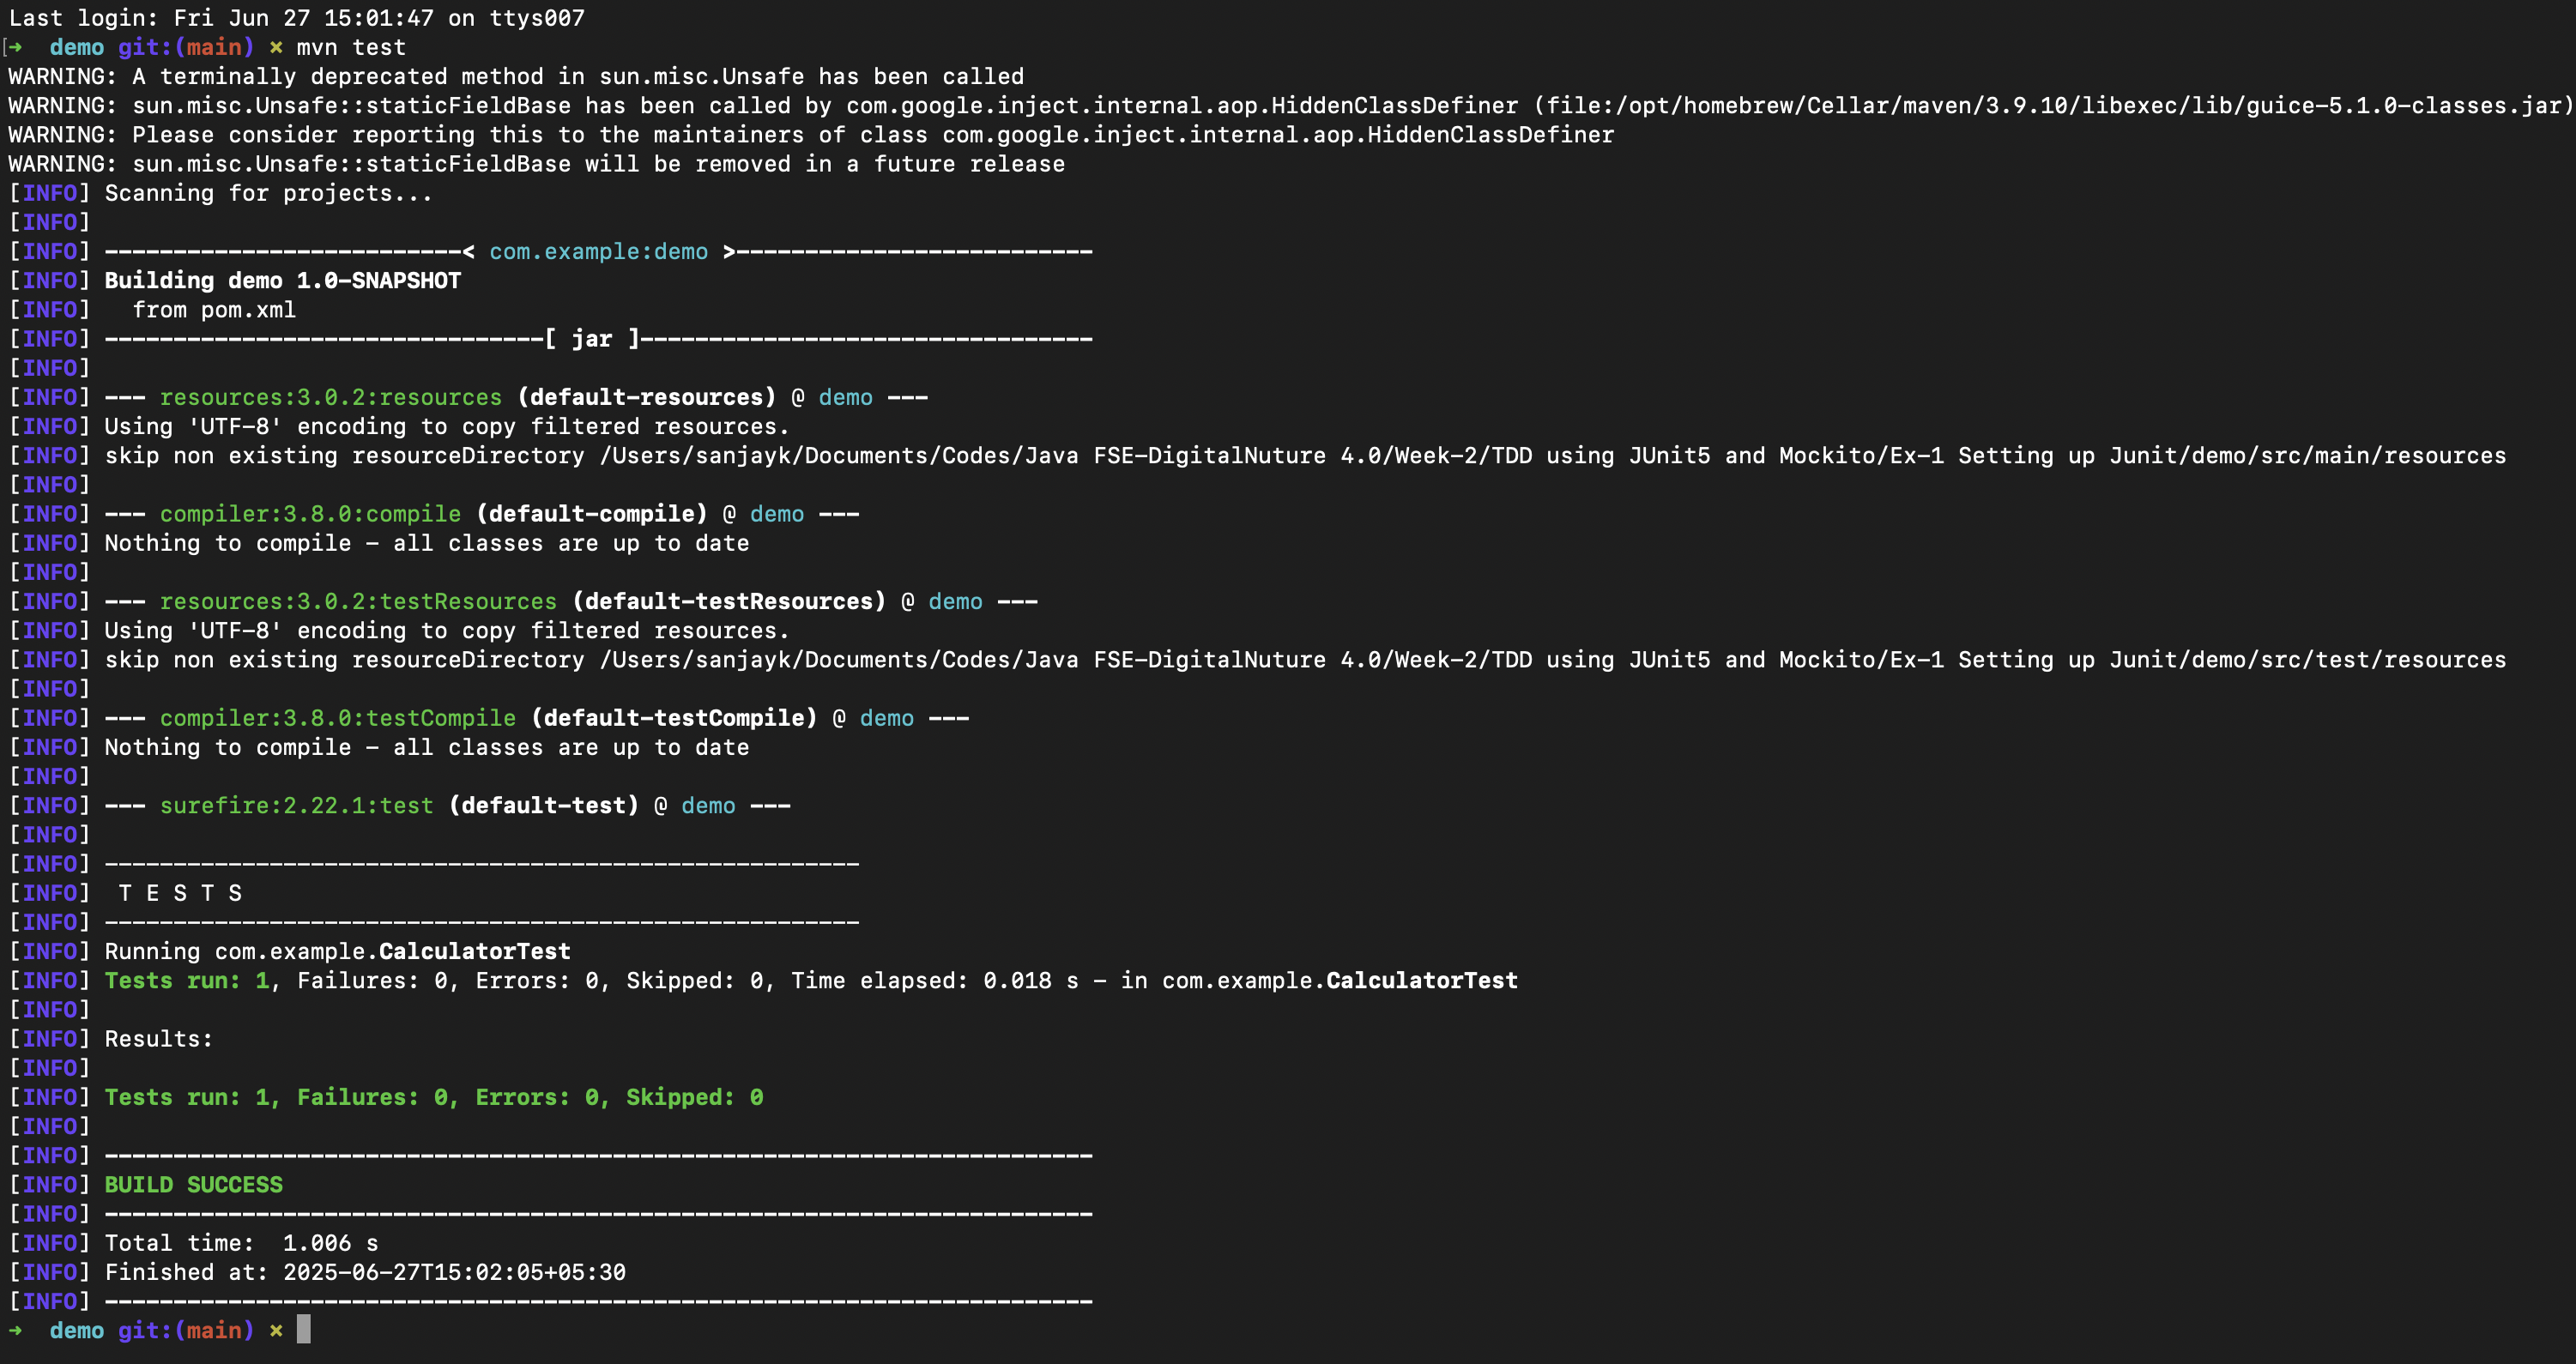 Last login: Fri Jun 27 15:01:47 on ttys007
[➜  demo git:(main) ✗ mvn test
WARNING: A terminally deprecated method in sun.misc.Unsafe has been called
WARNING: sun.misc.Unsafe::staticFieldBase has been called by com.google.inject.internal.aop.HiddenClassDefiner (file:/opt/homebrew/Cellar/maven/3.9.10/libexec/lib/guice-5.1.0-classes.jar)
WARNING: Please consider reporting this to the maintainers of class com.google.inject.internal.aop.HiddenClassDefiner
WARNING: sun.misc.Unsafe::staticFieldBase will be removed in a future release
[INFO] Scanning for projects...
[INFO]
[INFO] --------------------------< com.example:demo >--------------------------
[INFO] Building demo 1.0-SNAPSHOT
[INFO]   from pom.xml
[INFO] --------------------------------[ jar ]---------------------------------
[INFO]
[INFO] --- resources:3.0.2:resources (default-resources) @ demo ---
[INFO] Using 'UTF-8' encoding to copy filtered resources.
[INFO] skip non existing resourceDirectory /Users/sanjayk/Documents/Codes/Java FSE-DigitalNuture 4.0/Week-2/TDD using JUnit5 and Mockito/Ex-1 Setting up Junit/demo/src/main/resources
[INFO]
[INFO] --- compiler:3.8.0:compile (default-compile) @ demo ---
[INFO] Nothing to compile - all classes are up to date
[INFO]
[INFO] --- resources:3.0.2:testResources (default-testResources) @ demo ---
[INFO] Using 'UTF-8' encoding to copy filtered resources.
[INFO] skip non existing resourceDirectory /Users/sanjayk/Documents/Codes/Java FSE-DigitalNuture 4.0/Week-2/TDD using JUnit5 and Mockito/Ex-1 Setting up Junit/demo/src/test/resources
[INFO]
[INFO] --- compiler:3.8.0:testCompile (default-testCompile) @ demo ---
[INFO] Nothing to compile - all classes are up to date
[INFO]
[INFO] --- surefire:2.22.1:test (default-test) @ demo ---
[INFO]
[INFO] -------------------------------------------------------
[INFO]  T E S T S
[INFO] -------------------------------------------------------
[INFO] Running com.example.CalculatorTest
[INFO] Tests run: 1, Failures: 0, Errors: 0, Skipped: 0, Time elapsed: 0.018 s - in com.example.CalculatorTest
[INFO]
[INFO] Results:
[INFO]
[INFO] Tests run: 1, Failures: 0, Errors: 0, Skipped: 0
[INFO]
[INFO] ------------------------------------------------------------------------
[INFO] BUILD SUCCESS
[INFO] ------------------------------------------------------------------------
[INFO] Total time:  1.006 s
[INFO] Finished at: 2025-06-27T15:02:05+05:30
[INFO] ------------------------------------------------------------------------
➜  demo git:(main) ✗